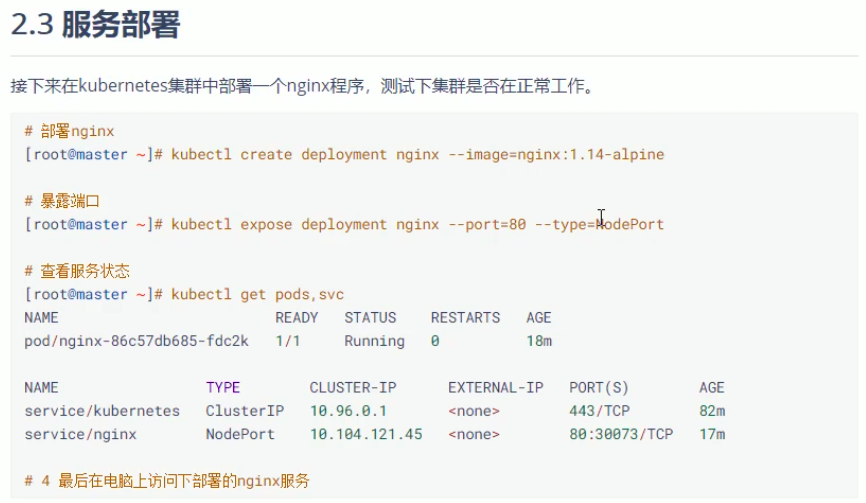 2.3 服务部署
接下来在kubernetes集群中部署一个nginx程序，测试下集群是否在正常工作。
# 部署nginx
[root@master ~]# kubectl create deployment nginx --image=nginx:1.14-alpine
# 暴露端口
[root@master ~]# kubectl expose deployment nginx --port=80 --type=NodePort
# 查看服务状态
[root@master ~]# kubectl get pods,svc
NAME READY STATUS RESTARTS AGE
pod/nginx-86c57db685-fdc2k 1/1 Running 0 18m
NAME TYPE CLUSTER-IP EXTERNAL-IP PORT(S) AGE
service/kubernetes ClusterIP 10.96.0.1 <none> 443/TCP 82m
service/nginx NodePort 10.104.121.45 <none> 80:30073/TCP 17m
# 4 最后在电脑上访问下部署的nginx服务